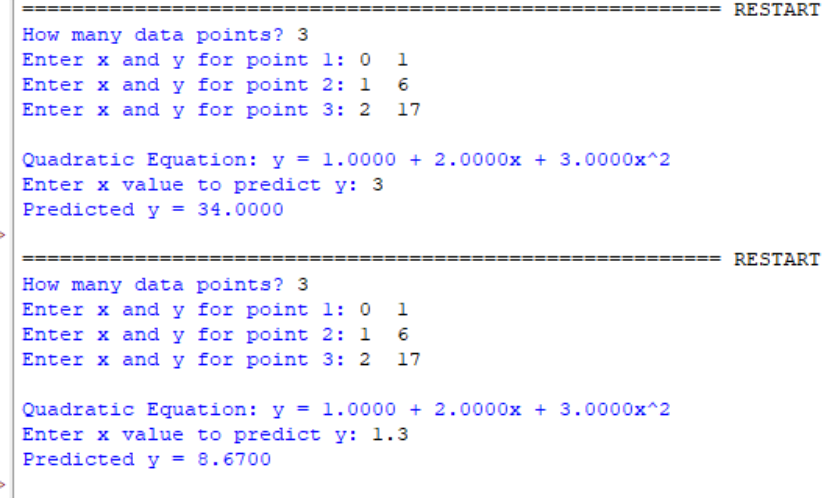 ======================================================== RESTART
How many data points? 3
Enter x and y for point 1: 0  1
Enter x and y for point 2: 1  6
Enter x and y for point 3: 2  17
Quadratic Equation: y = 1.0000 + 2.0000x + 3.0000x^2
Enter x value to predict y: 3
Predicted y = 34.0000
>
======================================================== RESTART
How many data points? 3
Enter x and y for point 1: 0  1
Enter x and y for point 2: 1  6
Enter x and y for point 3: 2  17
Quadratic Equation: y = 1.0000 + 2.0000x + 3.0000x^2
Enter x value to predict y: 1.3
Predicted y = 8.6700
>